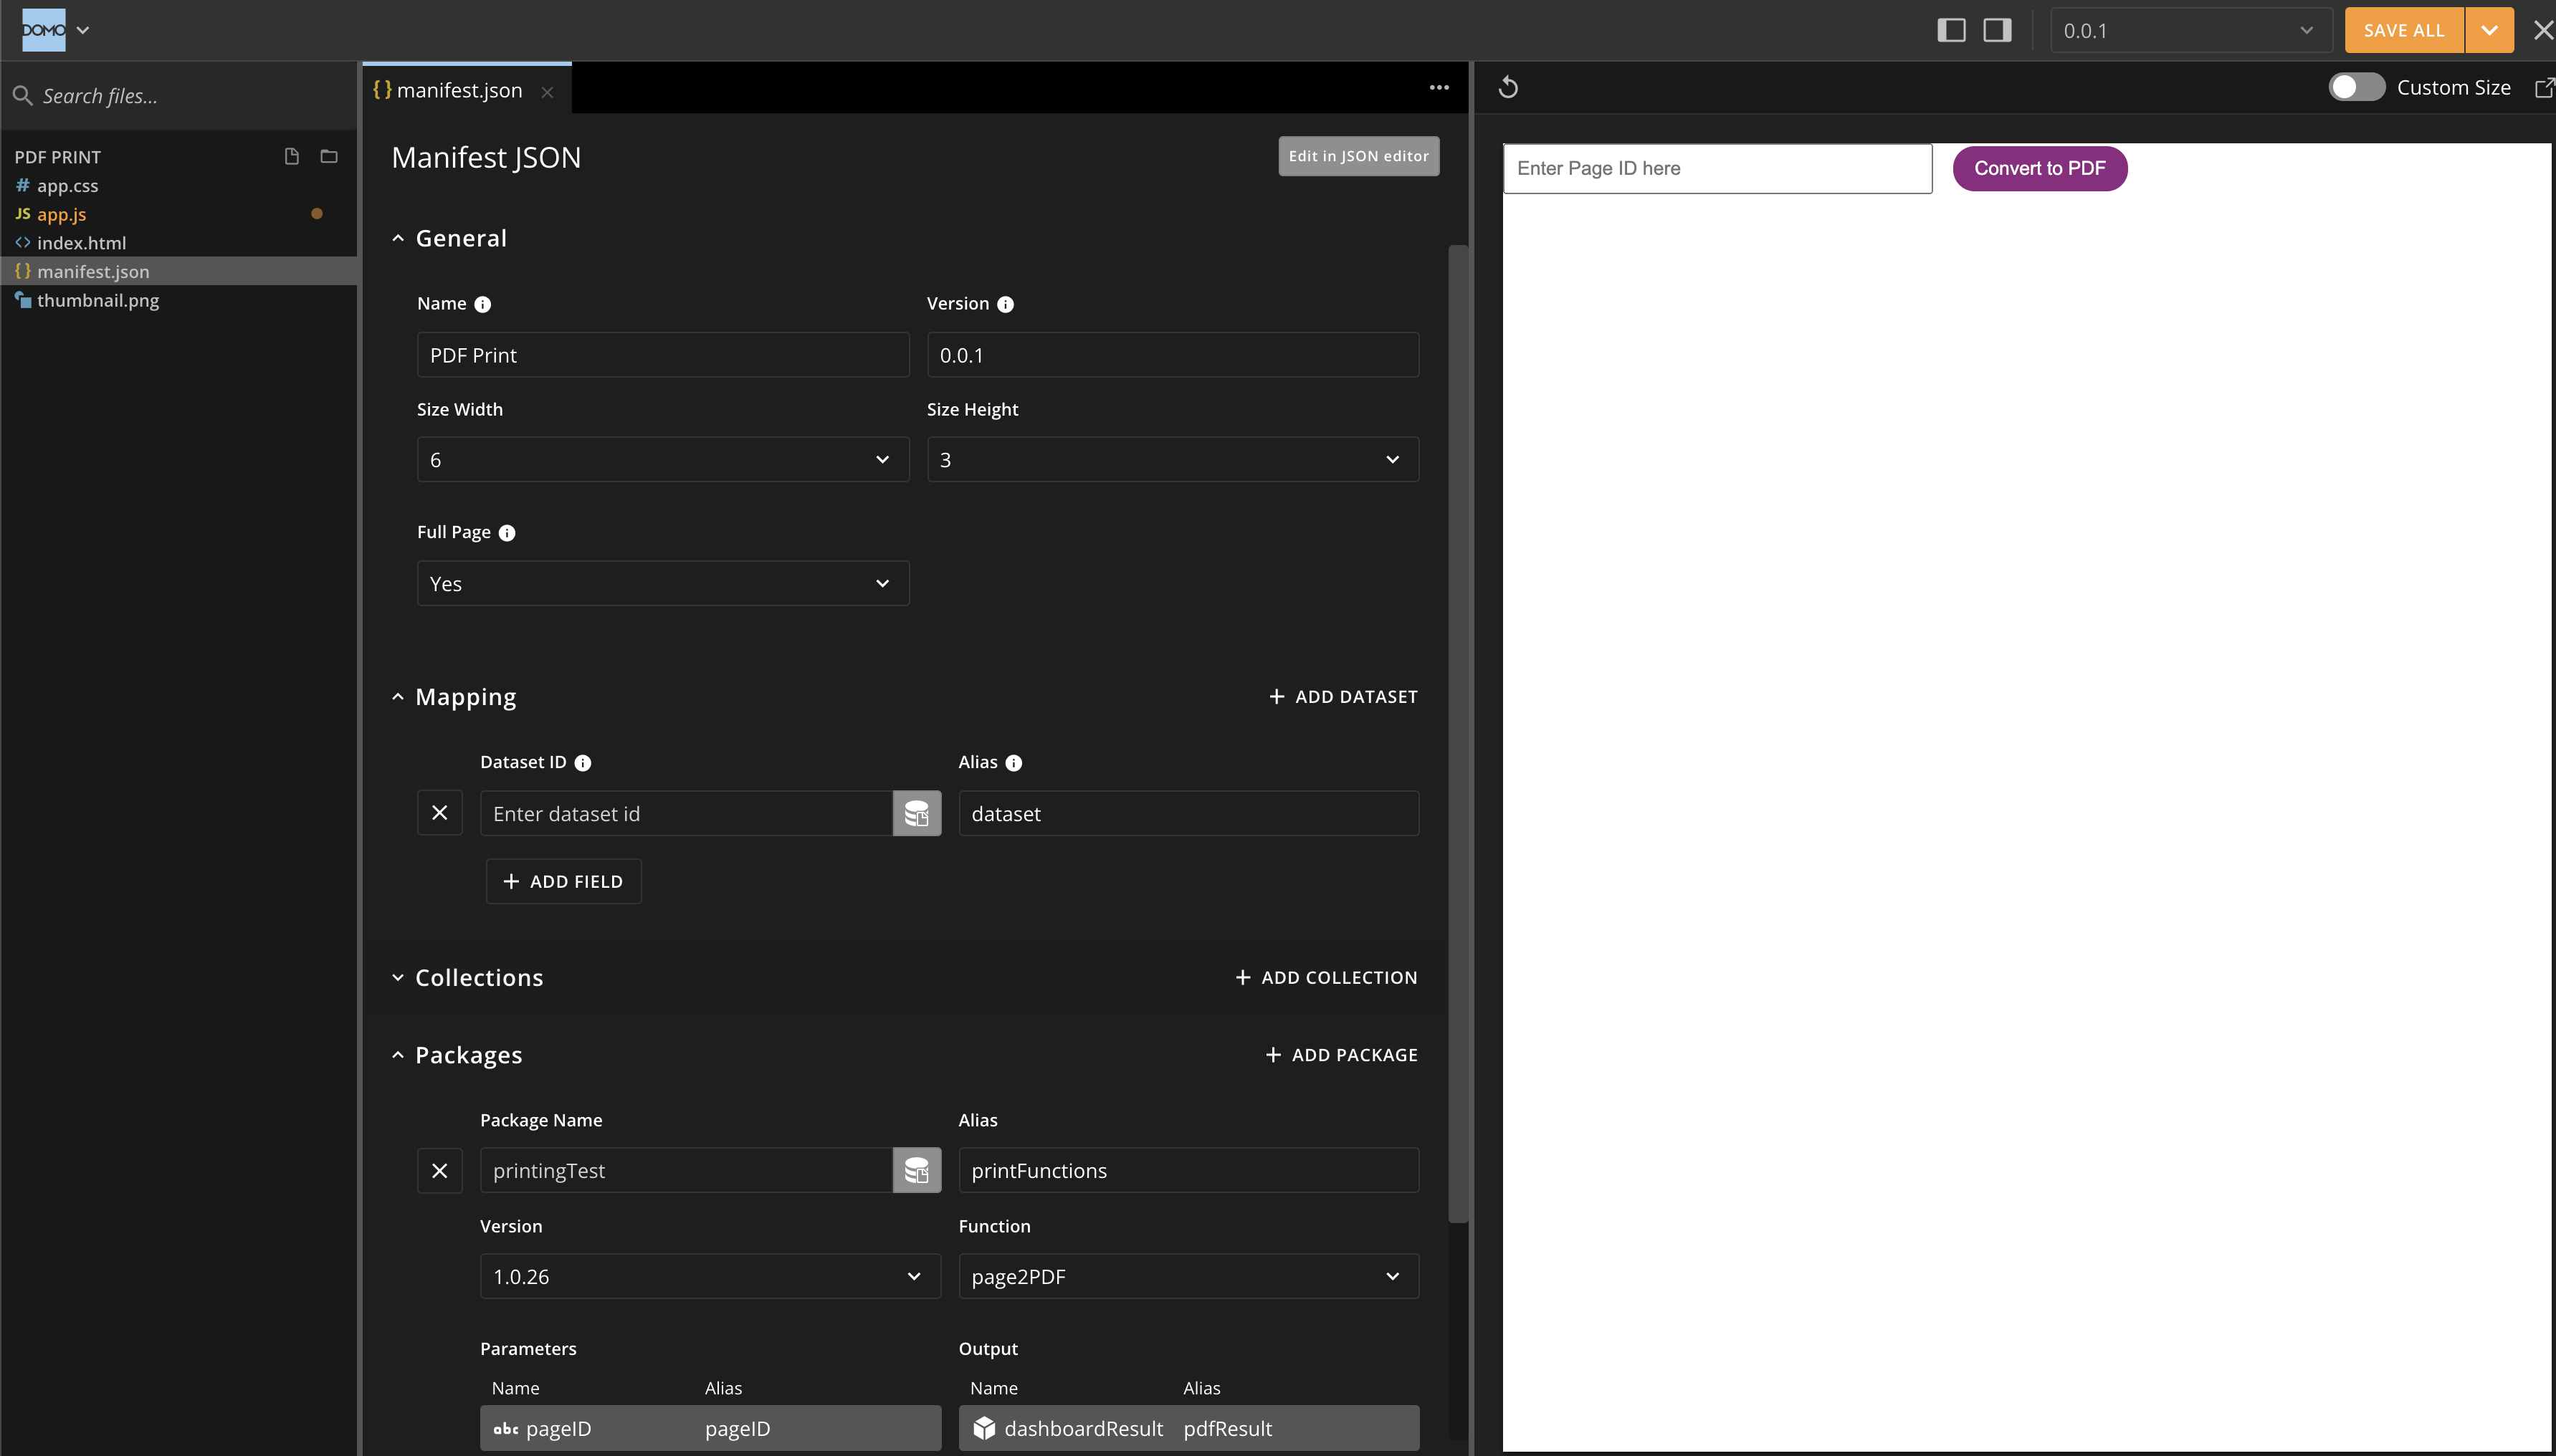 DOMO
0.0.1
SAVE ALL
Search files...
{ } manifest.json
Custom Size
PDF PRINT
# app.css
JS app.js
<> index.html
{ } manifest.json
thumbnail.png
Manifest JSON
Edit in JSON editor
General
Name
Version
PDF Print
0.0.1
Size Width
Size Height
6
3
Full Page
Yes
Mapping
+ ADD DATASET
Dataset ID
Alias
Enter dataset id
dataset
+ ADD FIELD
Collections
+ ADD COLLECTION
Packages
+ ADD PACKAGE
Package Name
Alias
printingTest
printFunctions
Version
Function
1.0.26
page2PDF
Parameters
Output
Name
Alias
Name
Alias
abc pageID
pageID
dashboardResult
pdfResult
Enter Page ID here
Convert to PDF